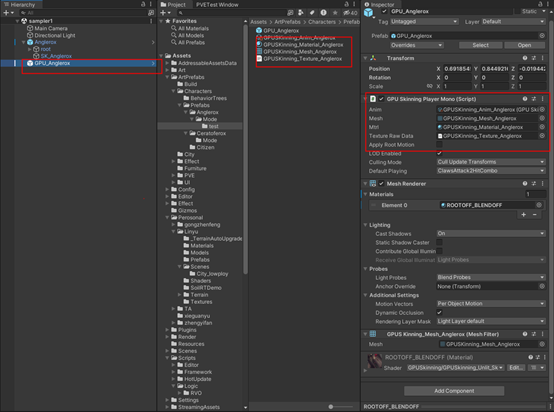 Hierarchy
All
sampler1
Main Camera
Directional Light
Anglerox
root
SK_Anglerox
GPU_Anglerox
Project
PVETest Window
Favorites
All Materials
All Models
All Prefabs
Assets
AddressableAssetsData
Art
ArtPrefabs
Build
Characters
BehaviorTrees
Prefabs
Anglerox
Mode
test
Ceratoferox
Mode
Citizen
City
Effect
Furniture
PVE
UI
Config
Editor
Effect
Gizmos
Perosonal
gongzhenfeng
Linyu
_TerrainAutoUpgrade
Materials
Models
Prefabs
Scenes
City_lowploy
Shaders
SoilRTDemo
Terrain
Textures
TA
xieguanyu
zhengyifan
Plugins
Render
Resources
Scenes
Scripts
Editor
Framework
HotUpdate
Logic
RVO
Settings
StreamingAssets
Assets > ArtPrefabs > Characters > Prefab
GPU_Anglerox
GPUSKinning_Anim_Anglerox
GPUSKinning_Material_Anglerox
GPUSKinning_Mesh_Anglerox
GPUSKinning_Texture_Anglerox
Inspector
GPU_Anglerox
Static
Tag Untagged Layer Default
Prefab GPU_Anglerox
Overrides Select Open
Transform
Position X 0.691854 Y 0.644921 Z -0.01944
Rotation X 0 Y 0 Z 0
Scale X 1 Y 1 Z 1
GPU Skinning Player Mono (Script)
Anim GPUSKinning_Anim_Anglerox (GPU Sk
Mesh GPUSKinning_Mesh_Anglerox
Mtrl GPUSKinning_Material_Anglerox
Texture Raw Data GPUSKinning_Texture_Anglerox
Apply Root Motion
LOD Enabled
Culling Mode Cull Update Transforms
Default Playing ClawsAttack2HitCombo
Mesh Renderer
Materials 1
Element 0 ROOTOFF_BLENDOFF
Lighting
Cast Shadows On
Static Shadow Caster
Contribute Global Illumin
Receive Global Illuminat Light Probes
Probes
Light Probes Blend Probes
Anchor Override None (Transform)
Additional Settings
Motion Vectors Per Object Motion
Dynamic Occlusion
Rendering Layer Mask Light Layer default
GPUS Kinning_Mesh_Anglerox (Mesh Filter)
Mesh GPUSKinning_Mesh_Anglerox
ROOTOFF_BLENDOFF (Material)
Shader GPUSkinning/GPUSkinning_Unlit_Sk Edit...
Add Component
ROOTOFF_BLENDOFF